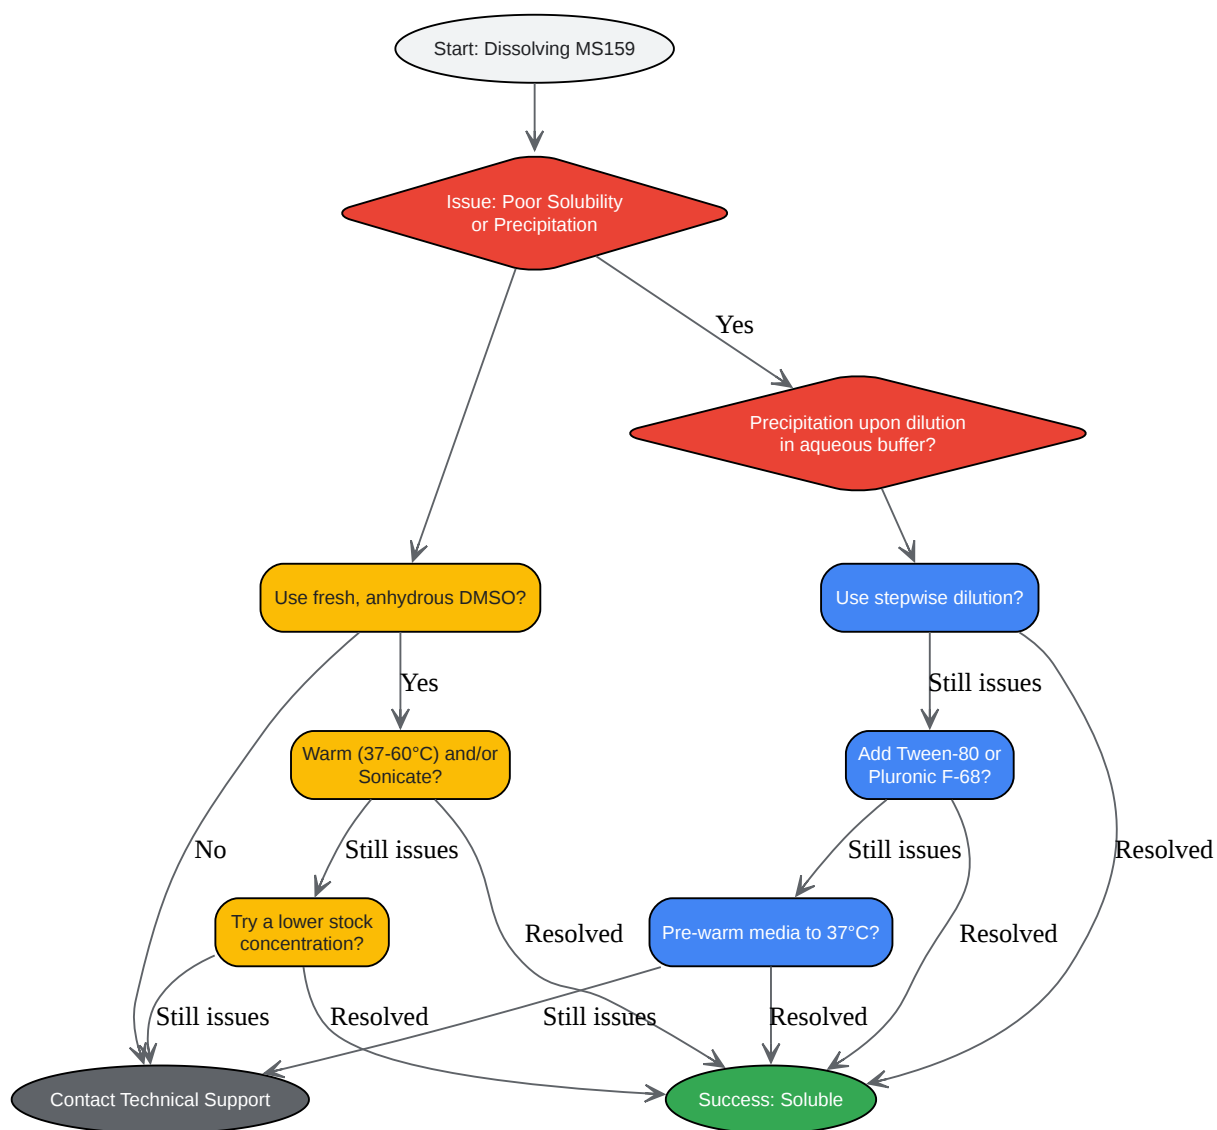 Start: Dissolving MS159
Issue: Poor Solubility
or Precipitation
Yes
Precipitation upon dilution
in aqueous buffer?
Use fresh, anhydrous DMSO?
Use stepwise dilution?
Yes
Still issues
Warm (37-60°C) and/or
Sonicate?
Add Tween-80 or
Pluronic F-68?
No
Still issues
Still issues
Resolved
Try a lower stock
concentration?
Resolved
Pre-warm media to 37°C?
Resolved
Still issues
Resolved
Still issues
Resolved
Contact Technical Support
Success: Soluble